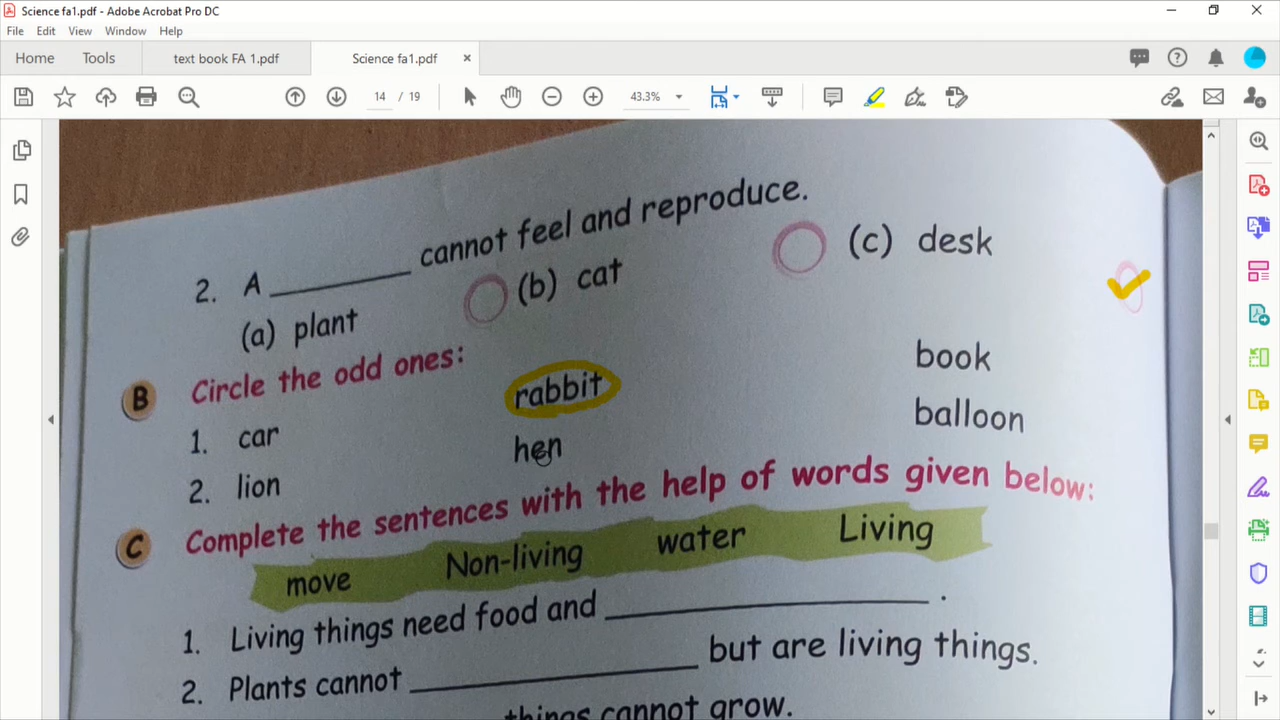 Science fa1.pdf - Adobe Acrobat Pro DC
File Edit View Window Help
Home Tools text book FA 1.pdf Science fa1.pdf ×
14 / 19 43.3%
2. A ________ cannot feel and reproduce.
(a) plant (b) cat (c) desk
B Circle the odd ones:
1. car rabbit book
2. lion hen balloon
C Complete the sentences with the help of words given below:
move Non-living water Living
1. Living things need food and ________ .
2. Plants cannot ________ but are living things.
things cannot grow.